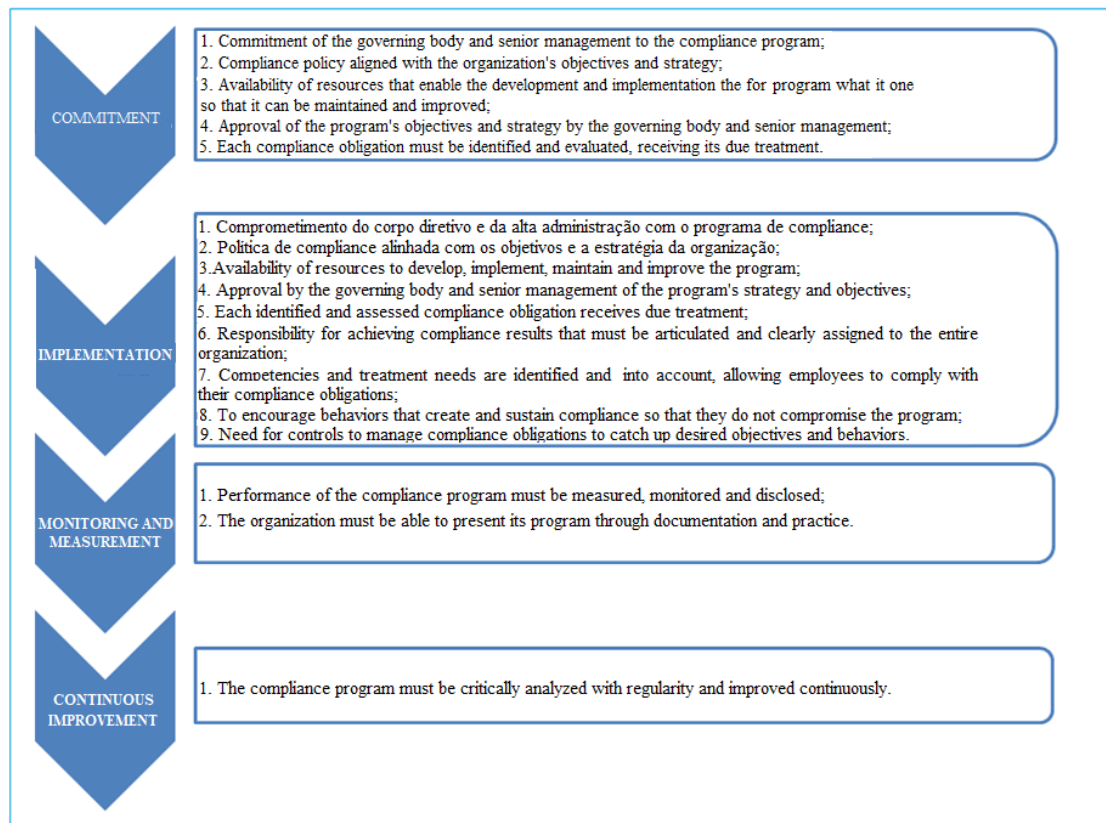 COMMITMENT
1. Commitment of the governing body and senior management to the compliance program;
2. Compliance policy aligned with the organization's objectives and strategy;
3. Availability of resources that enable the development and implementation the for program what it one
so that it can be maintained and improved;
4. Approval of the program's objectives and strategy by the governing body and senior management;
5. Each compliance obligation must be identified and evaluated, receiving its due treatment.
IMPLEMENTATION
1. Comprometimento do corpo diretivo e da alta administração com o programa de compliance;
2. Política de compliance alinhada com os objetivos e a estratégia da organização;
3.Availability of resources to develop, implement, maintain and improve the program;
4. Approval by the governing body and senior management of the program's strategy and objectives;
5. Each identified and assessed compliance obligation receives due treatment;
6. Responsibility for achieving compliance results that must be articulated and clearly assigned to the entire
organization;
7. Competencies and treatment needs are identified and into account, allowing employees to comply with
their compliance obligations;
8. To encourage behaviors that create and sustain compliance so that they do not compromise the program;
9. Need for controls to manage compliance obligations to catch up desired objectives and behaviors.
MONITORING AND
MEASUREMENT
1. Performance of the compliance program must be measured, monitored and disclosed;
2. The organization must be able to present its program through documentation and practice.
CONTINUOUS
IMPROVEMENT
1. The compliance program must be critically analyzed with regularity and improved continuously.